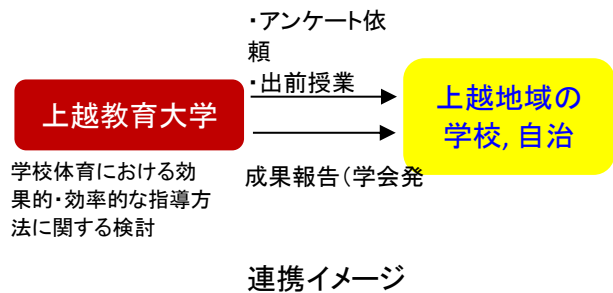 ・アンケート依
頼
・出前授業
上越教育大学
上越地域の
学校, 自治
学校体育における効
果的・効率的な指導方
法に関する検討
成果報告（学会発
連携イメージ